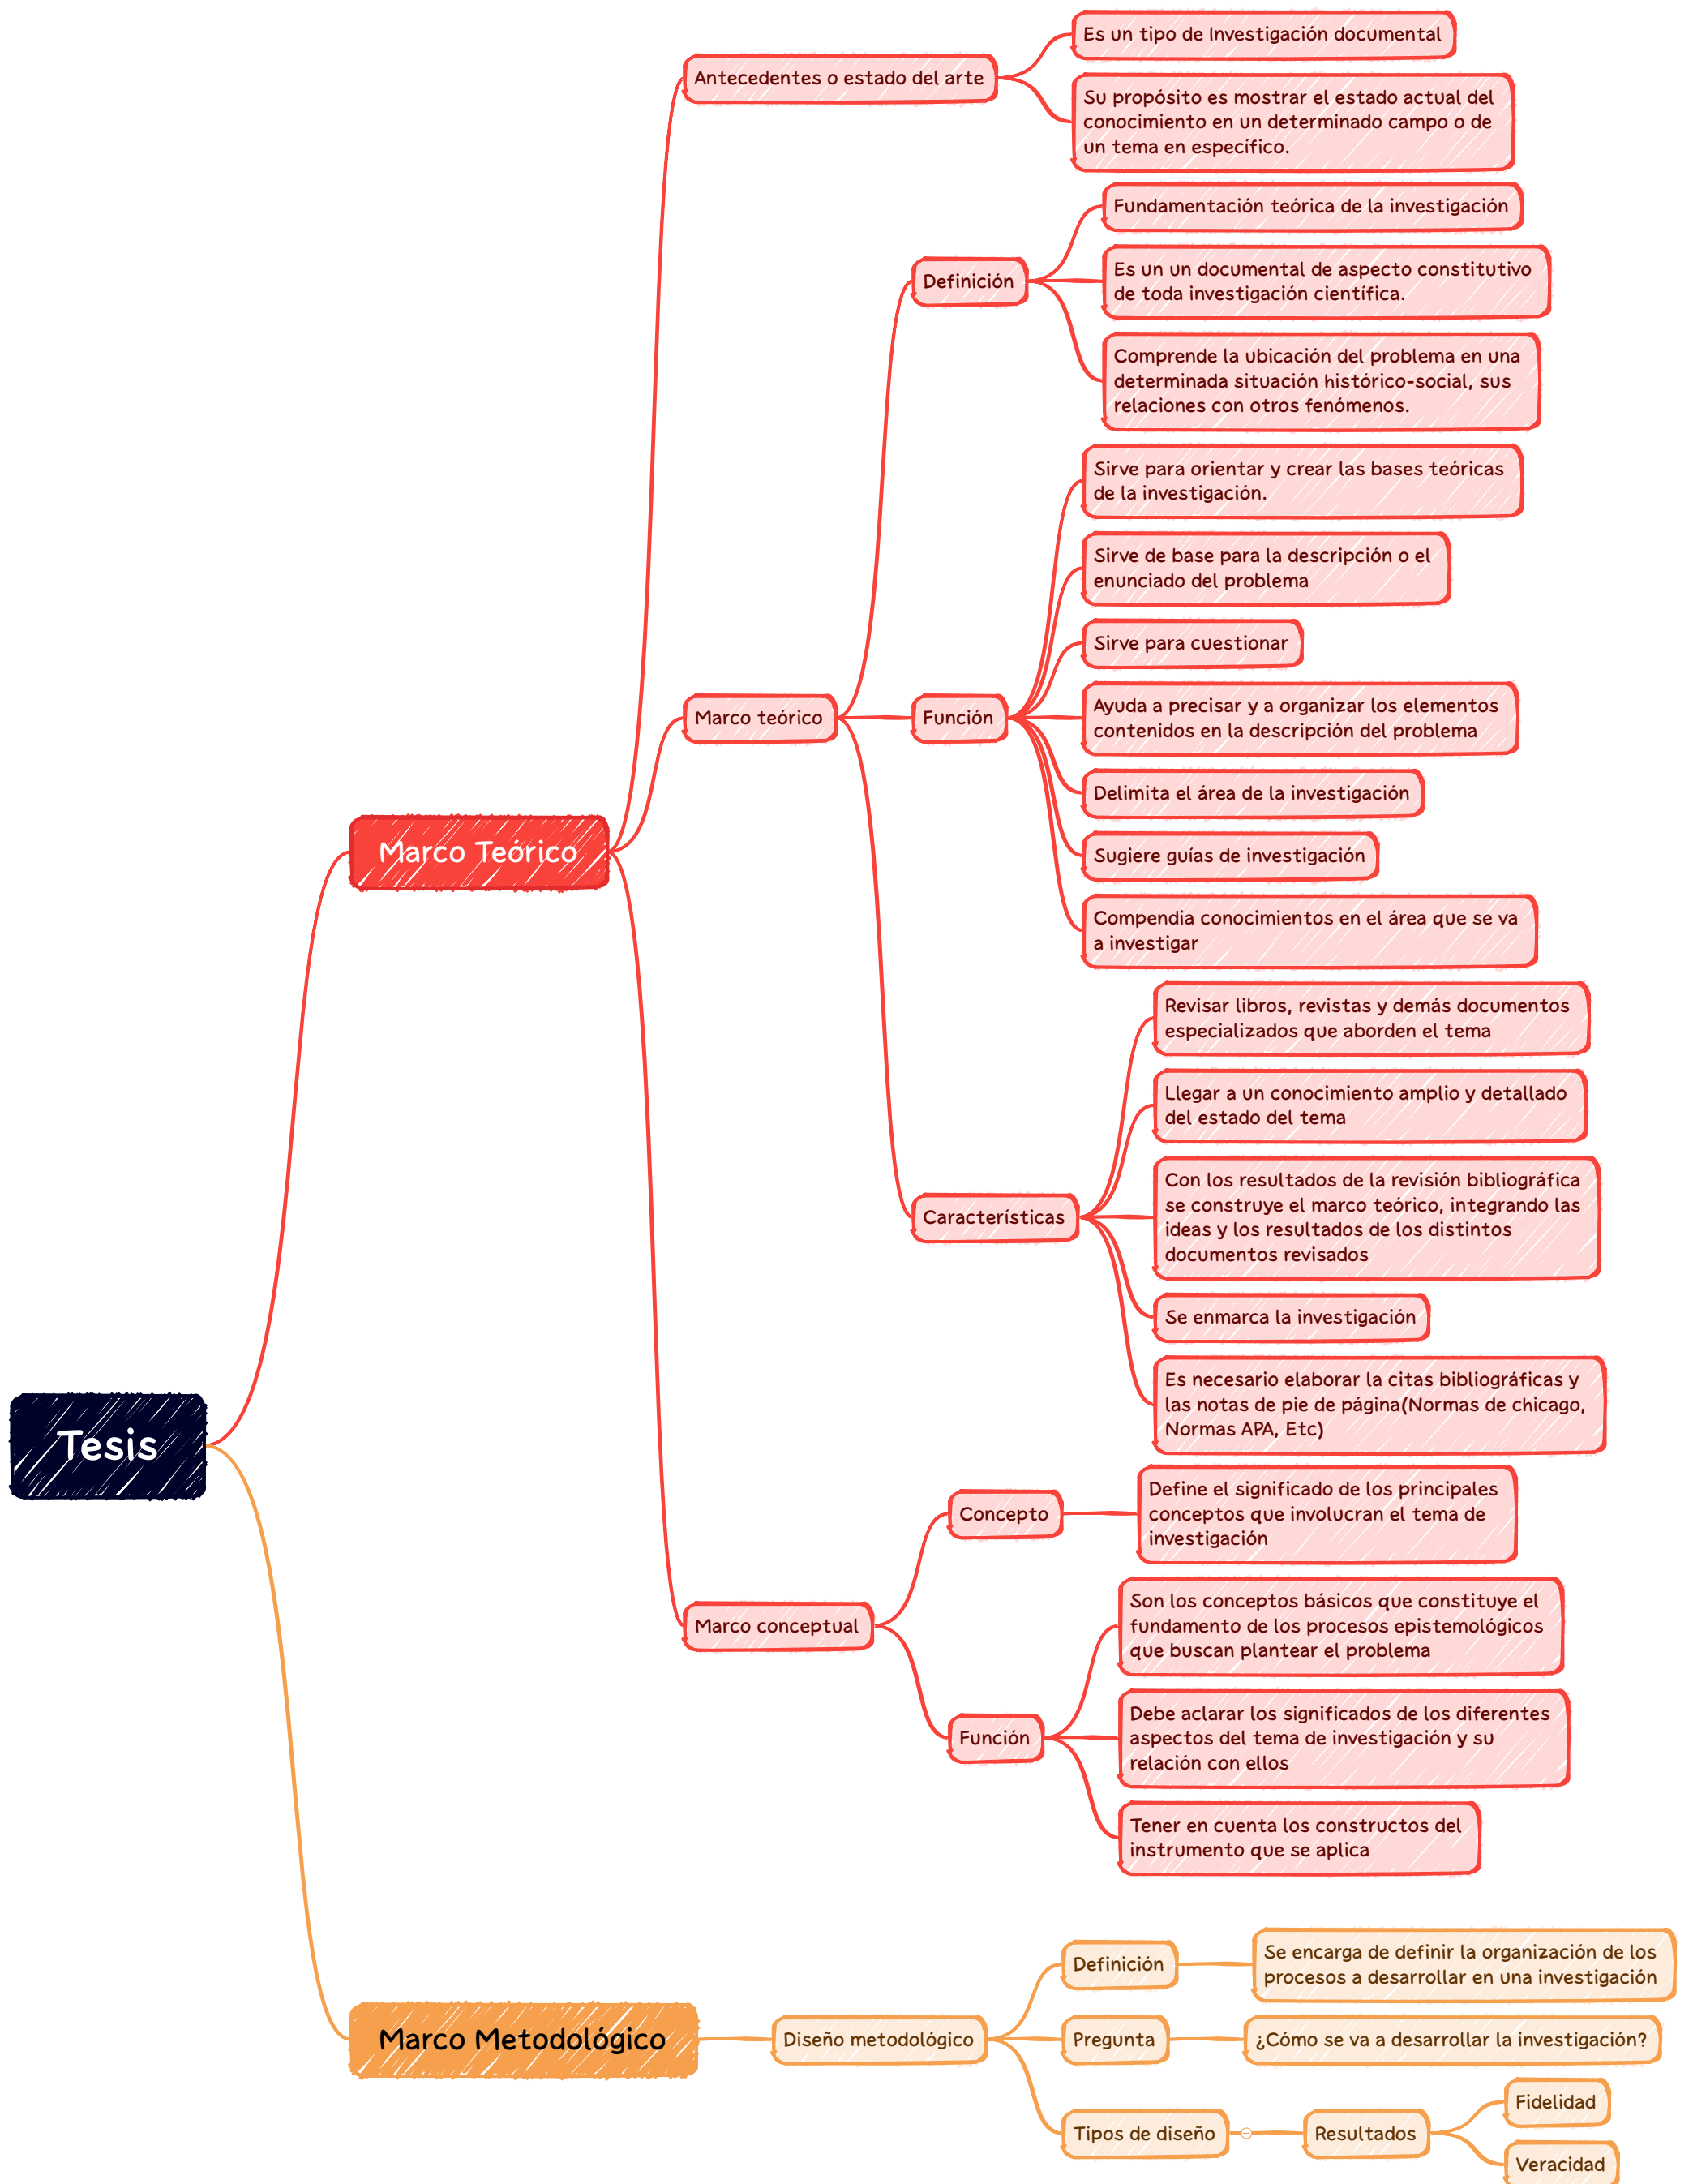 Tesis
Marco Teórico
Antecedentes o estado del arte
Es un tipo de Investigación documental
Su propósito es mostrar el estado actual del
conocimiento en un determinado campo o de
un tema en específico.
Marco teórico
Definición
Fundamentación teórica de la investigación
Es un un documental de aspecto constitutivo
de toda investigación científica.
Comprende la ubicación del problema en una
determinada situación histórico-social, sus
relaciones con otros fenómenos.
Función
Sirve para orientar y crear las bases teóricas
de la investigación.
Sirve de base para la descripción o el
enunciado del problema
Sirve para cuestionar
Ayuda a precisar y a organizar los elementos
contenidos en la descripción del problema
Delimita el área de la investigación
Sugiere guías de investigación
Compendia conocimientos en el área que se va
a investigar
Características
Revisar libros, revistas y demás documentos
especializados que aborden el tema
Llegar a un conocimiento amplio y detallado
del estado del tema
Con los resultados de la revisión bibliográfica
se construye el marco teórico, integrando las
ideas y los resultados de los distintos
documentos revisados
Se enmarca la investigación
Es necesario elaborar la citas bibliográficas y
las notas de pie de página(Normas de chicago,
Normas APA, Etc)
Marco conceptual
Concepto
Define el significado de los principales
conceptos que involucran el tema de
investigación
Función
Son los conceptos básicos que constituye el
fundamento de los procesos epistemológicos
que buscan plantear el problema
Debe aclarar los significados de los diferentes
aspectos del tema de investigación y su
relación con ellos
Tener en cuenta los constructos del
instrumento que se aplica
Marco Metodológico
Diseño metodológico
Definición
Se encarga de definir la organización de los
procesos a desarrollar en una investigación
Pregunta
¿Cómo se va a desarrollar la investigación?
Tipos de diseño
Resultados
Fidelidad
Veracidad